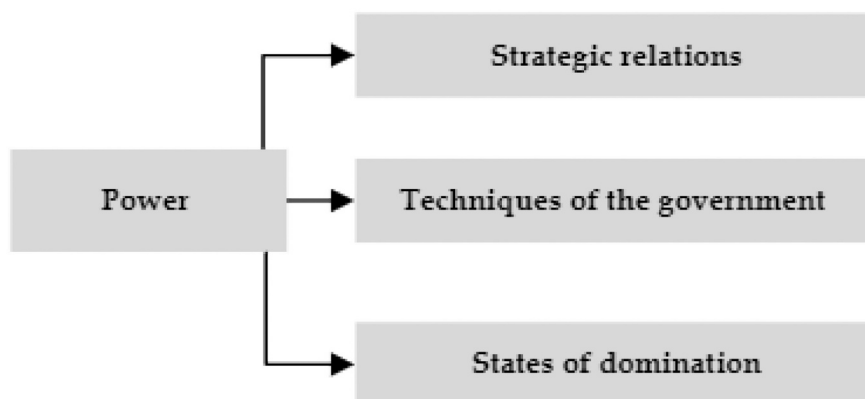 Strategic relations
Power
Techniques of the government
States of domination